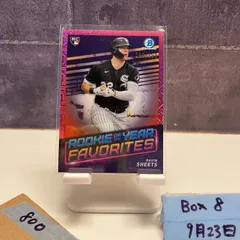 RC
ROOKIE OF THE YEAR
FAVORITES
GAVIN
SHEETS
800
Box 8
9月23日